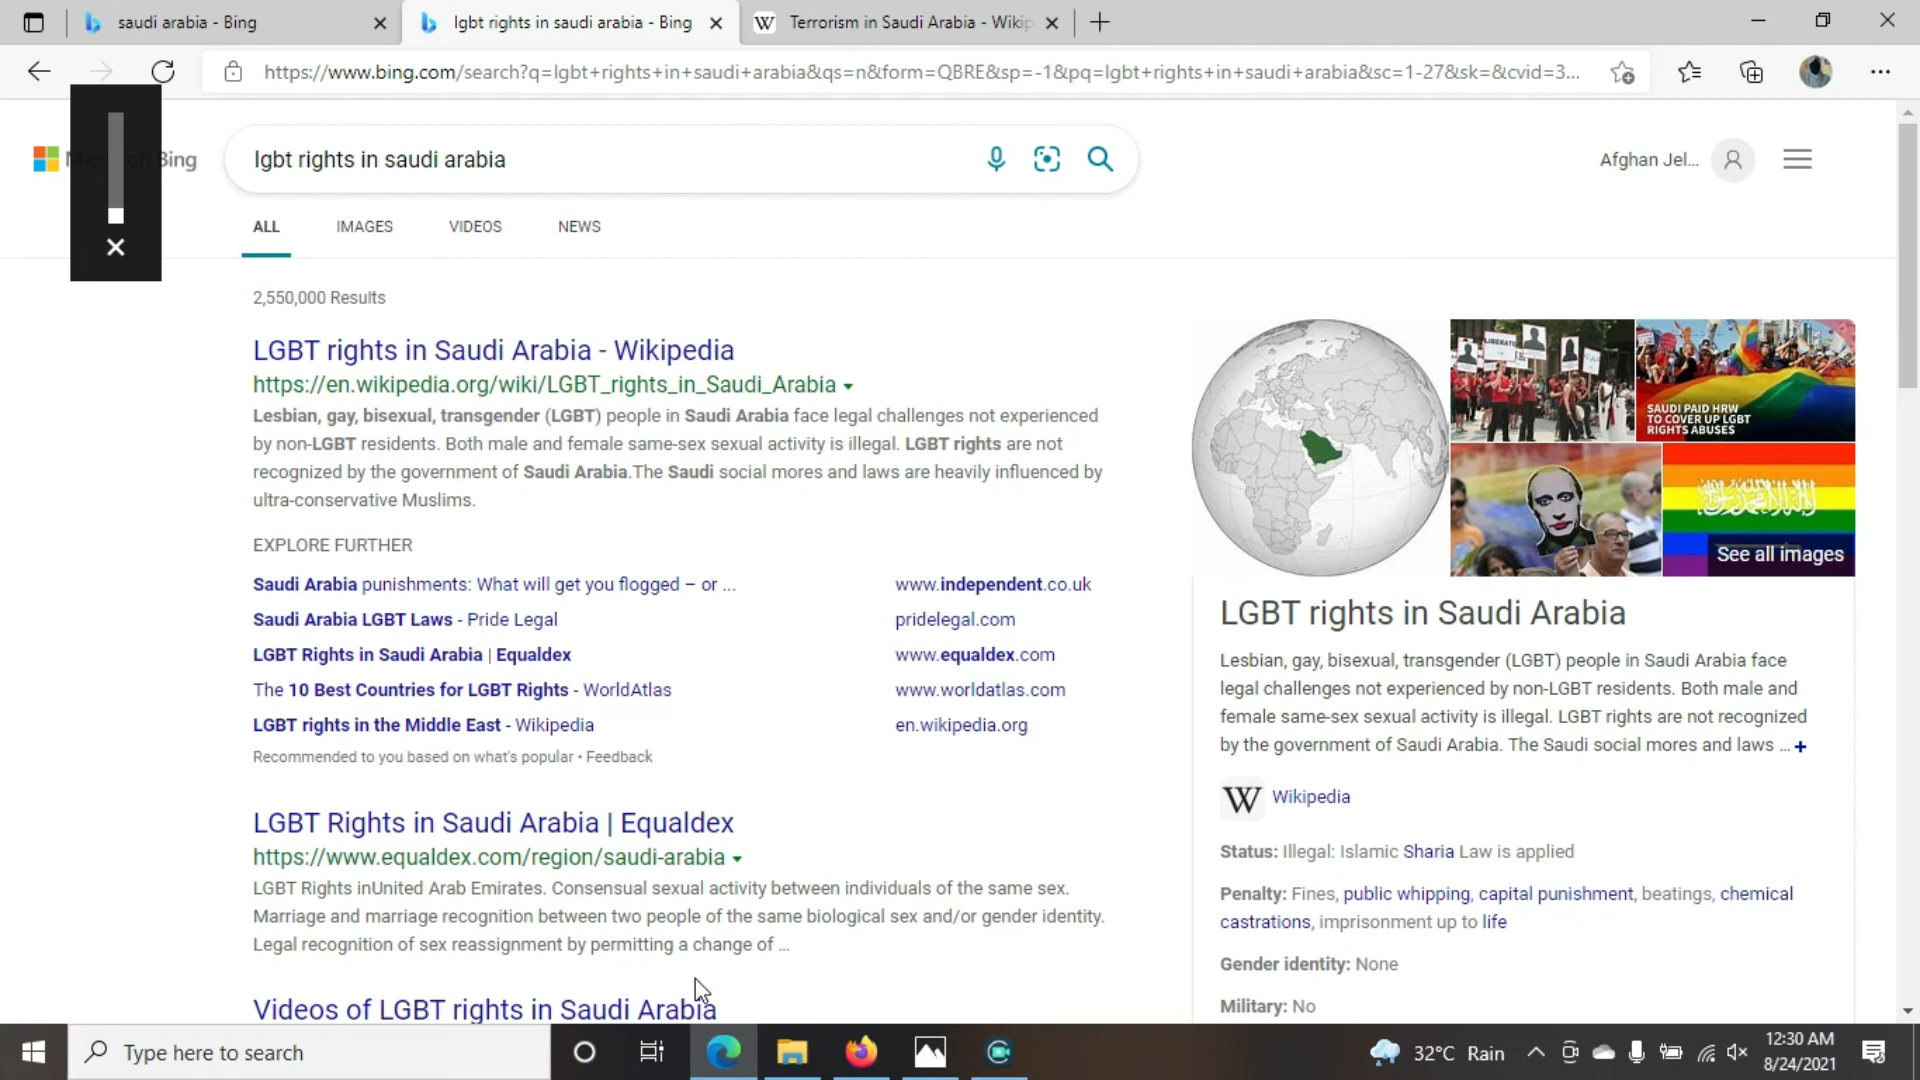 saudi arabia - Bing
lgbt rights in saudi arabia - Bing
Terrorism in Saudi Arabia - Wikip
https://www.bing.com/search?q=lgbt+rights+in+saudi+arabia&qs=n&form=QBRE&sp=-1&pq=lgbt+rights+in+saudi+arabia&sc=1-27&sk=&cvid=3...
Bing
lgbt rights in saudi arabia
Afghan Jel...
ALL IMAGES VIDEOS NEWS
2,550,000 Results
LGBT rights in Saudi Arabia - Wikipedia
https://en.wikipedia.org/wiki/LGBT_rights_in_Saudi_Arabia
Lesbian, gay, bisexual, transgender (LGBT) people in Saudi Arabia face legal challenges not experienced
by non-LGBT residents. Both male and female same-sex sexual activity is illegal. LGBT rights are not
recognized by the government of Saudi Arabia.The Saudi social mores and laws are heavily influenced by
ultra-conservative Muslims.
EXPLORE FURTHER
Saudi Arabia punishments: What will get you flogged – or ... www.independent.co.uk
Saudi Arabia LGBT Laws - Pride Legal pridelegal.com
LGBT Rights in Saudi Arabia | Equaldex www.equaldex.com
The 10 Best Countries for LGBT Rights - WorldAtlas www.worldatlas.com
LGBT rights in the Middle East - Wikipedia en.wikipedia.org
Recommended to you based on what's popular • Feedback
LGBT Rights in Saudi Arabia | Equaldex
https://www.equaldex.com/region/saudi-arabia
LGBT Rights inUnited Arab Emirates. Consensual sexual activity between individuals of the same sex.
Marriage and marriage recognition between two people of the same biological sex and/or gender identity.
Legal recognition of sex reassignment by permitting a change of ...
Videos of LGBT rights in Saudi Arabia
LIBERATE
SAUDI PAID HRW
TO COVER UP LGBT
RIGHTS ABUSES
See all images
LGBT rights in Saudi Arabia
Lesbian, gay, bisexual, transgender (LGBT) people in Saudi Arabia face
legal challenges not experienced by non-LGBT residents. Both male and
female same-sex sexual activity is illegal. LGBT rights are not recognized
by the government of Saudi Arabia. The Saudi social mores and laws ... +
W Wikipedia
Status: Illegal: Islamic Sharia Law is applied
Penalty: Fines, public whipping, capital punishment, beatings, chemical
castrations, imprisonment up to life
Gender identity: None
Military: No
Type here to search
32°C Rain
12:30 AM
8/24/2021